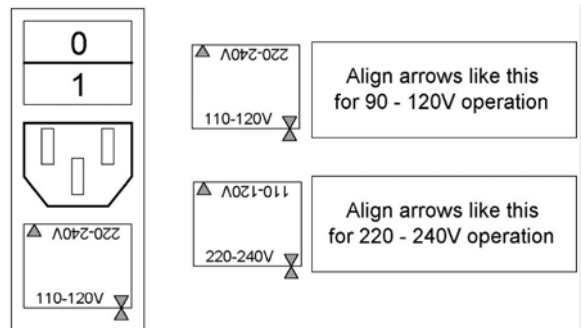 0
1
220-240V
110-120V
220-240V
110-120V
Align arrows like this
for 90 - 120V operation
110-120V
220-240V
Align arrows like this
for 220 - 240V operation